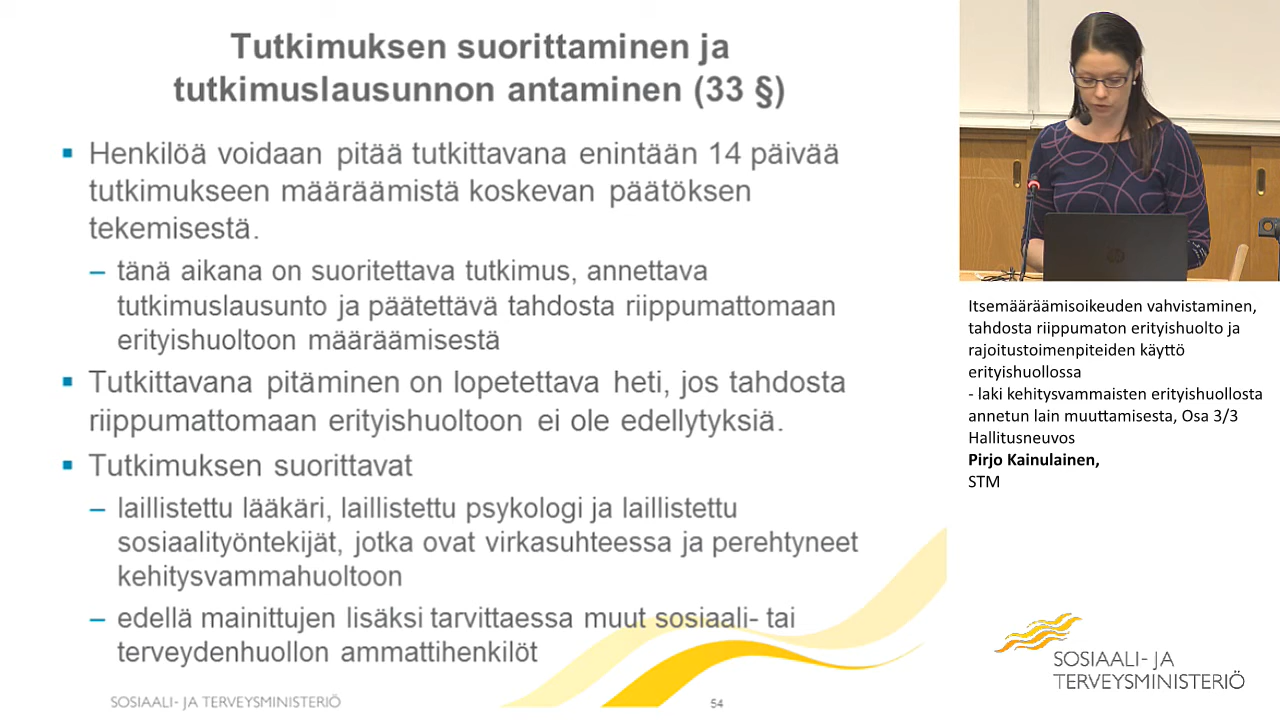 Tutkimuksen suorittaminen ja
tutkimuslausunnon antaminen (33 §)
▪ Henkilöä voidaan pitää tutkittavana enintään 14 päivää
tutkimukseen määräämistä koskevan päätöksen
tekemisestä.
– tänä aikana on suoritettava tutkimus, annettava
tutkimuslausunto ja päätettävä tahdosta riippumattomaan
erityishuoltoon määräämisestä
▪ Tutkittavana pitäminen on lopetettava heti, jos tahdosta
riippumattomaan erityishuoltoon ei ole edellytyksiä.
▪ Tutkimuksen suorittavat
– laillistettu lääkäri, laillistettu psykologi ja laillistettu
sosiaalityöntekijät, jotka ovat virkasuhteessa ja perehtyneet
kehitysvammahuoltoon
– edellä mainittujen lisäksi tarvittaessa muut sosiaali- tai
terveydenhuollon ammattihenkilöt
SOSIAALI- JA TERVEYSMINISTERIÖ
54
Itsemääräämisoikeuden vahvistaminen,
tahdosta riippumaton erityishuolto ja
rajoitustoimenpiteiden käyttö
erityishuollossa
- laki kehitysvammaisten erityishuollosta
annetun lain muuttamisesta, Osa 3/3
Hallitusneuvos
Pirjo Kainulainen,
STM
SOSIAALI- JA
TERVEYSMINISTERIÖ